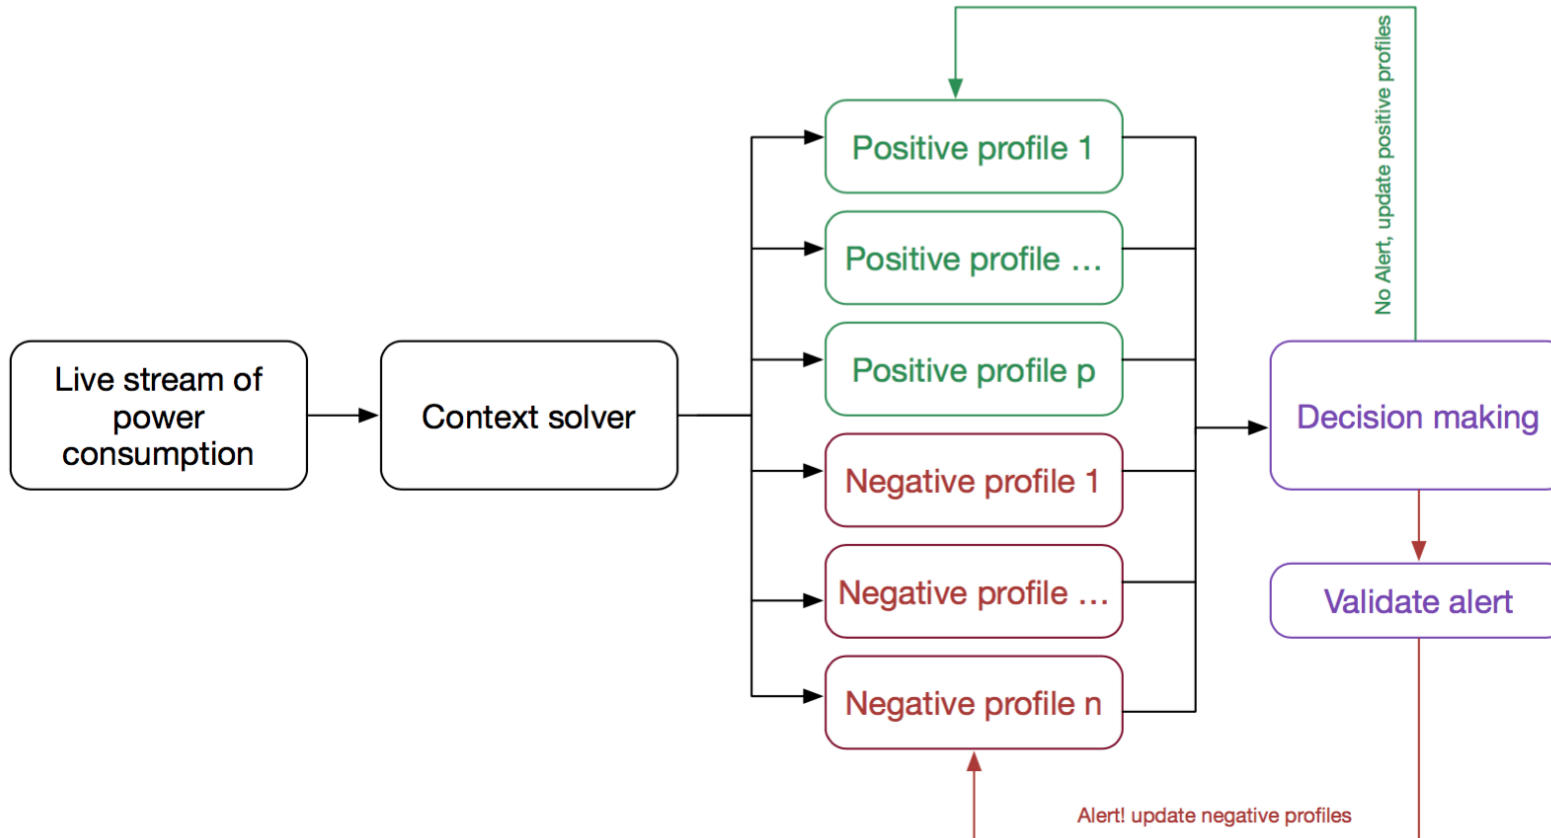 No Alert, update positive profiles
Positive profile 1
Positive profile ...
Positive profile p
Live stream of
power
consumption
Context solver
Decision making
Negative profile 1
Negative profile ...
Validate alert
Negative profile n
Alert! update negative profiles